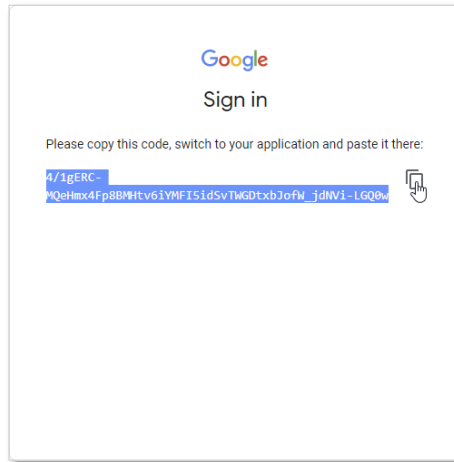 Google
Sign in
Please copy this code, switch to your application and paste it there:
4/1gERC-
MQeHmx4Fp8BMHtv6iYMFI5idSvTWGDtxbJofW_jdNVi-LGQ0w